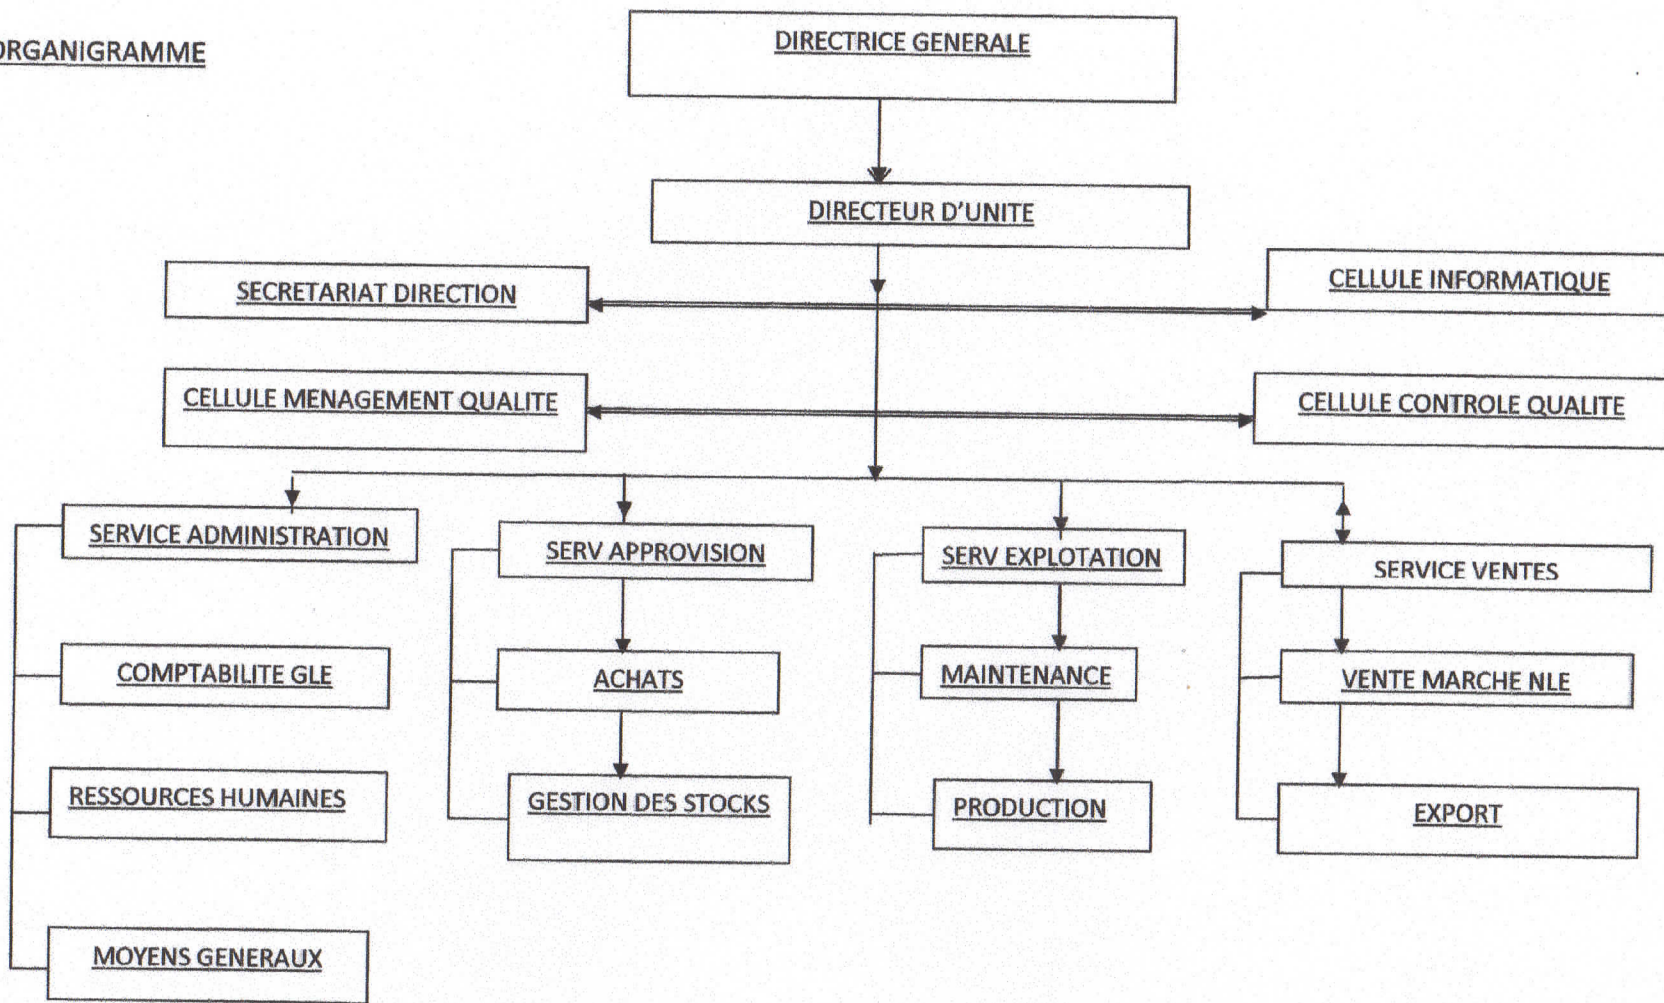 ORGANIGRAMME
DIRECTRICE GENERALE
DIRECTEUR D'UNITE
SECRETARIAT DIRECTION
CELLULE INFORMATIQUE
CELLULE MENAGEMENT QUALITE
CELLULE CONTROLE QUALITE
SERVICE ADMINISTRATION
SERV APPROVISION
SERV EXPLOTATION
SERVICE VENTES
COMPTABILITE GLE
ACHATS
MAINTENANCE
VENTE MARCHE NLE
RESSOURCES HUMAINES
GESTION DES STOCKS
PRODUCTION
EXPORT
MOYENS GENERAUX